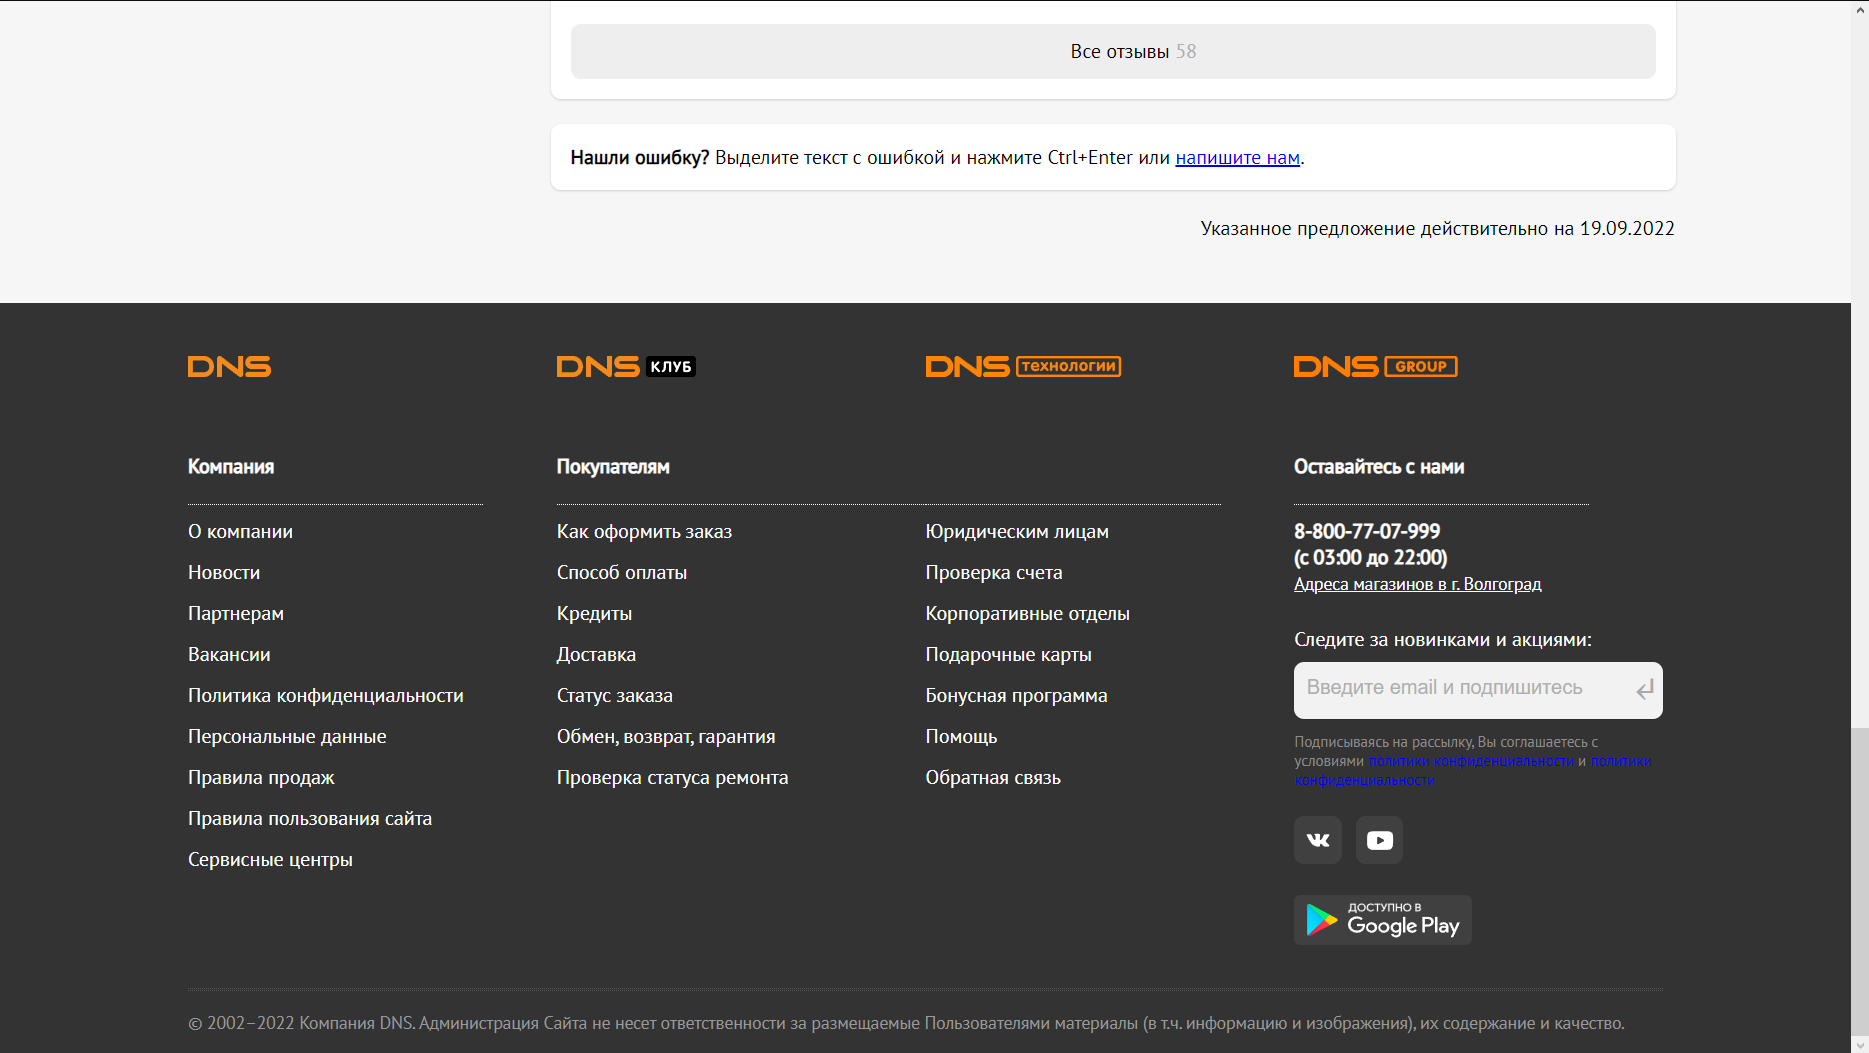 Все отзывы 58
Нашли ошибку? Выделите текст с ошибкой и нажмите Ctrl+Enter или напишите нам.
Указанное предложение действительно на 19.09.2022
DNS
DNS КЛУБ
DNS ТЕХНОЛОГИИ
DNS GROUP
Компания
О компании
Новости
Партнерам
Вакансии
Политика конфиденциальности
Персональные данные
Правила продаж
Правила пользования сайта
Сервисные центры
Покупателям
Как оформить заказ
Способ оплаты
Кредиты
Доставка
Статус заказа
Обмен, возврат, гарантия
Проверка статуса ремонта
Юридическим лицам
Проверка счета
Корпоративные отделы
Подарочные карты
Бонусная программа
Помощь
Обратная связь
Оставайтесь с нами
8-800-77-07-999
(с 03:00 до 22:00)
Адреса магазинов в г. Волгоград
Следите за новинками и акциями:
Введите email и подпишитесь
Подписываясь на рассылку, Вы соглашаетесь с
условиями политики конфиденциальности и политики
конфиденциальности
ДОСТУПНО В
Google Play
© 2002–2022 Компания DNS. Администрация Сайта не несет ответственности за размещаемые Пользователями материалы (в т.ч. информацию и изображения), их содержание и качество.